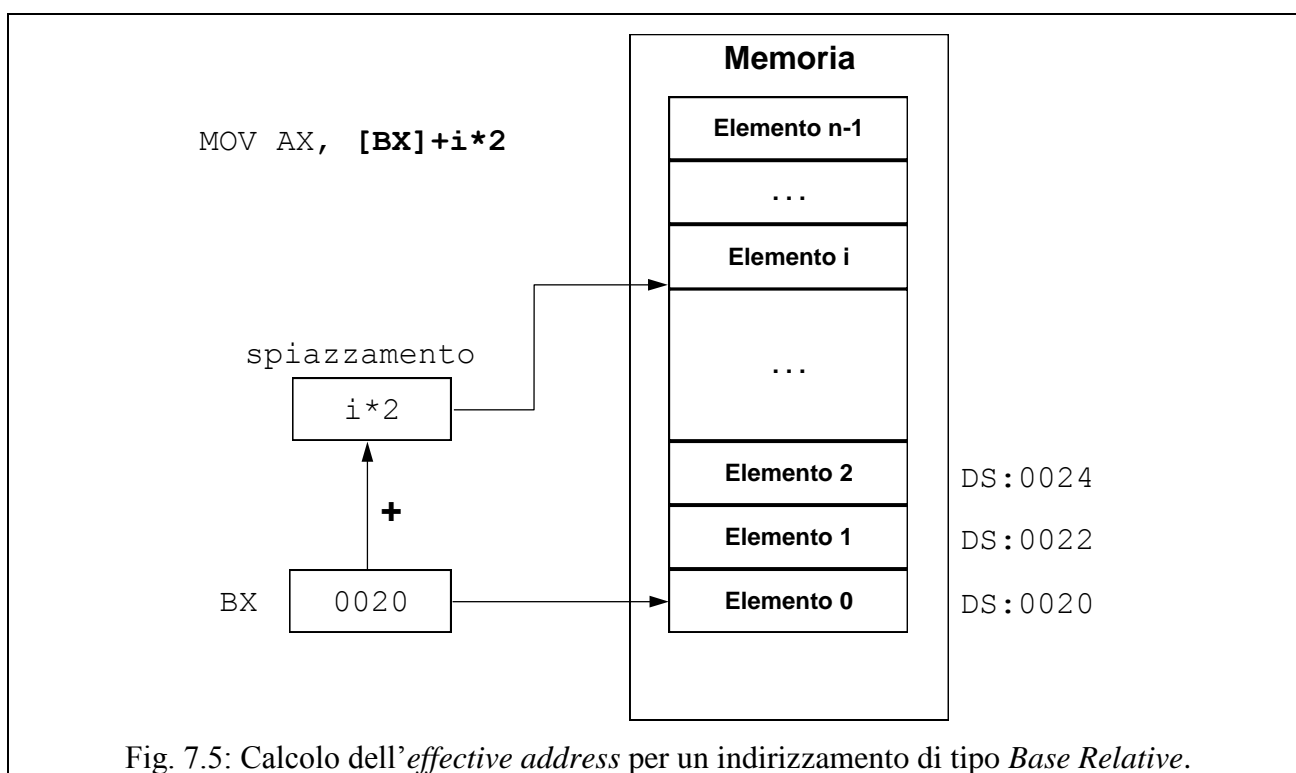 Memoria
MOV AX, [BX]+i*2
Elemento n-1
...
Elemento i
spiazzamento
i*2
...
+
Elemento 2 DS:0024
Elemento 1 DS:0022
BX 0020 Elemento 0 DS:0020
Fig. 7.5: Calcolo dell’effective address per un indirizzamento di tipo Base Relative.